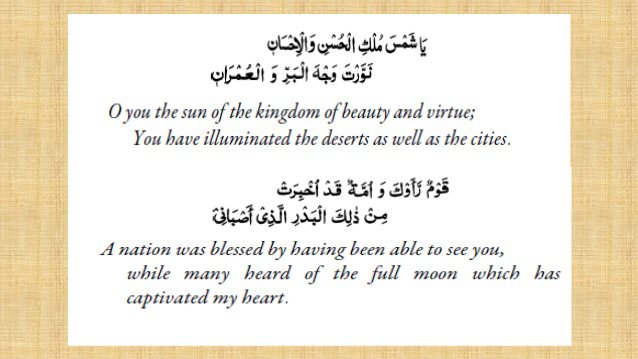 يَا شَمْسَ مُلْكِ الْحُسْنِ وَالْإِحْسَانِ
نَوَّرْتَ وَجْهَ الْبَرِّ وَ الْعُمْرَانِ
O you the sun of the kingdom of beauty and virtue;
You have illuminated the deserts as well as the cities.
قَوْمٌ رَأَوْكَ وَ اُمَّةٌ قَدْ اُخْبِرَتْ
مِنْ ذٰلِكَ الْبَدْرِ الَّذِىْ أَصْبَانِىْ
A nation was blessed by having been able to see you,
while many heard of the full moon which has
captivated my heart.